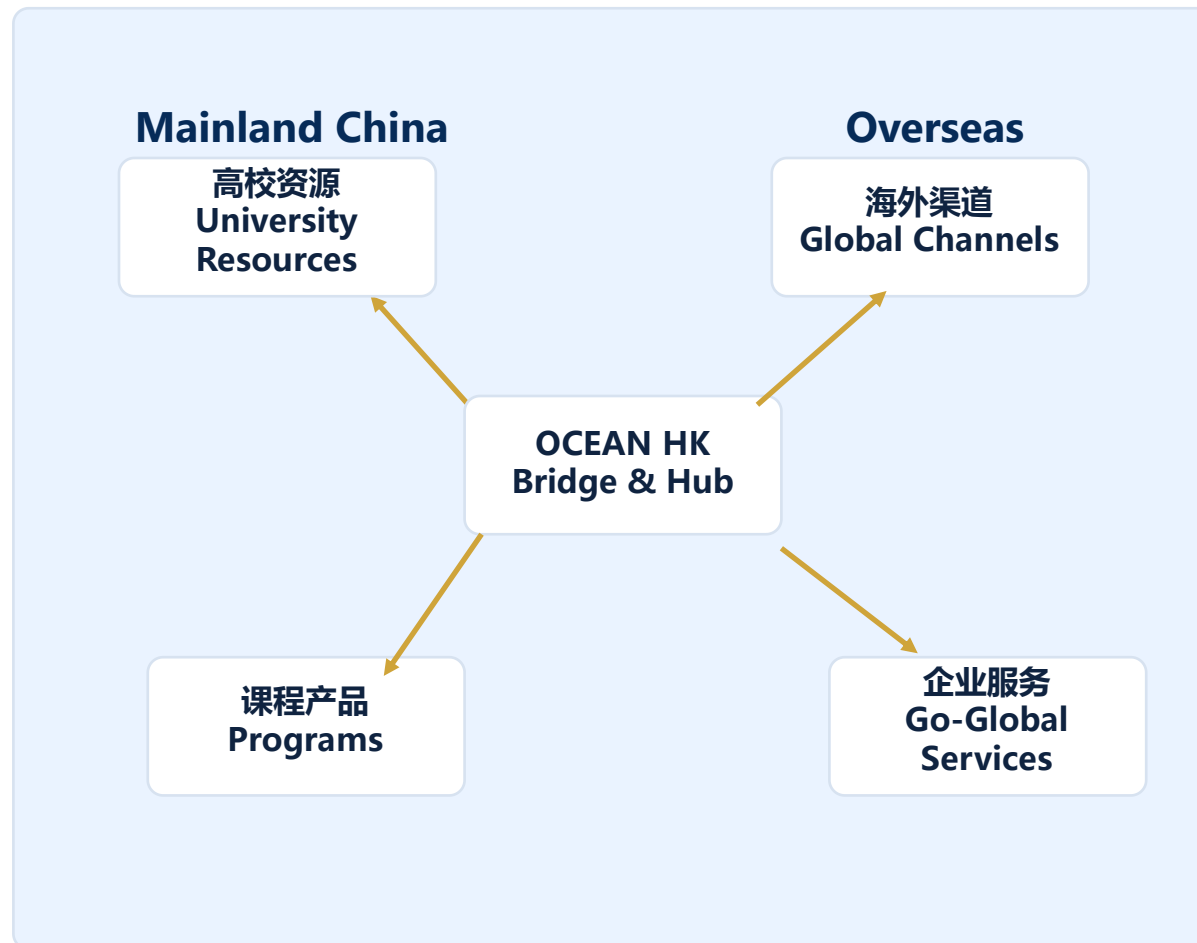 Mainland China
高校资源
University
Resources
Overseas
海外渠道
Global Channels
OCEAN HK
Bridge & Hub
课程产品
Programs
企业服务
Go-Global
Services